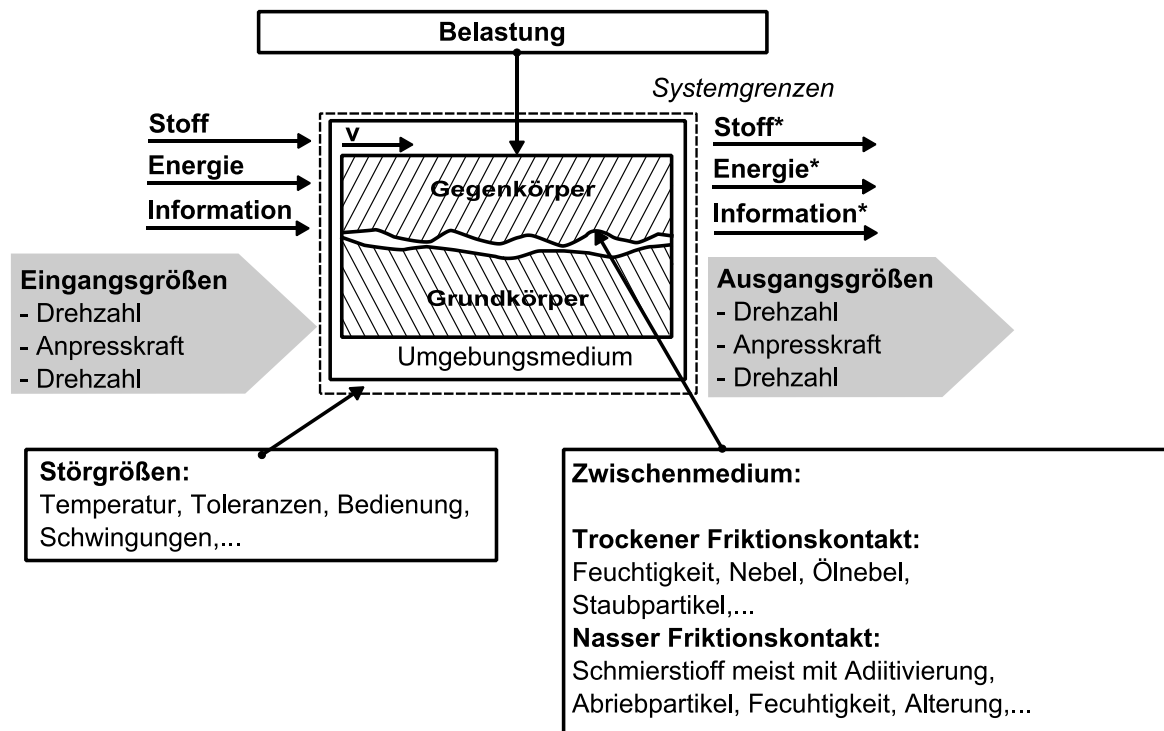 Belastung
Systemgrenzen
Stoff
Energie
Information
v
Gegenkörper
Grundkörper
Umgebungsmedium
Stoff*
Energie*
Information*
Eingangsgrößen
- Drehzahl
- Anpresskraft
- Drehzahl
Ausgangsgrößen
- Drehzahl
- Anpresskraft
- Drehzahl
Störgrößen:
Temperatur, Toleranzen, Bedienung,
Schwingungen,...
Zwischenmedium:
Trockener Friktionskontakt:
Feuchtigkeit, Nebel, Ölnebel,
Staubpartikel,...
Nasser Friktionskontakt:
Schmierstioff meist mit Adiitivierung,
Abriebpartikel, Fecuhtigkeit, Alterung,...